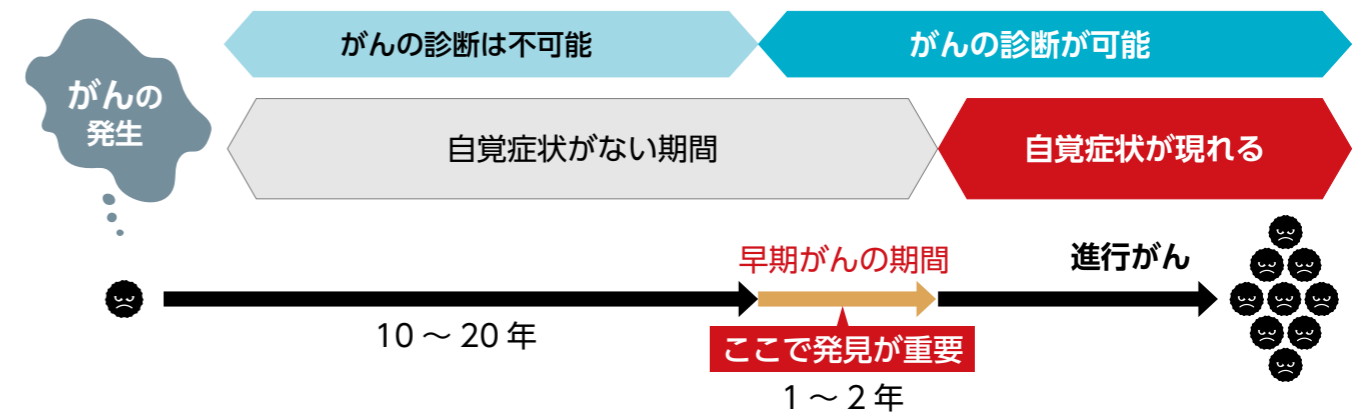 がんの
発生
がんの診断は不可能
がんの診断が可能
自覚症状がない期間
自覚症状が現れる
早期がんの期間
進行がん
10～20年
ここで発見が重要
1～2年